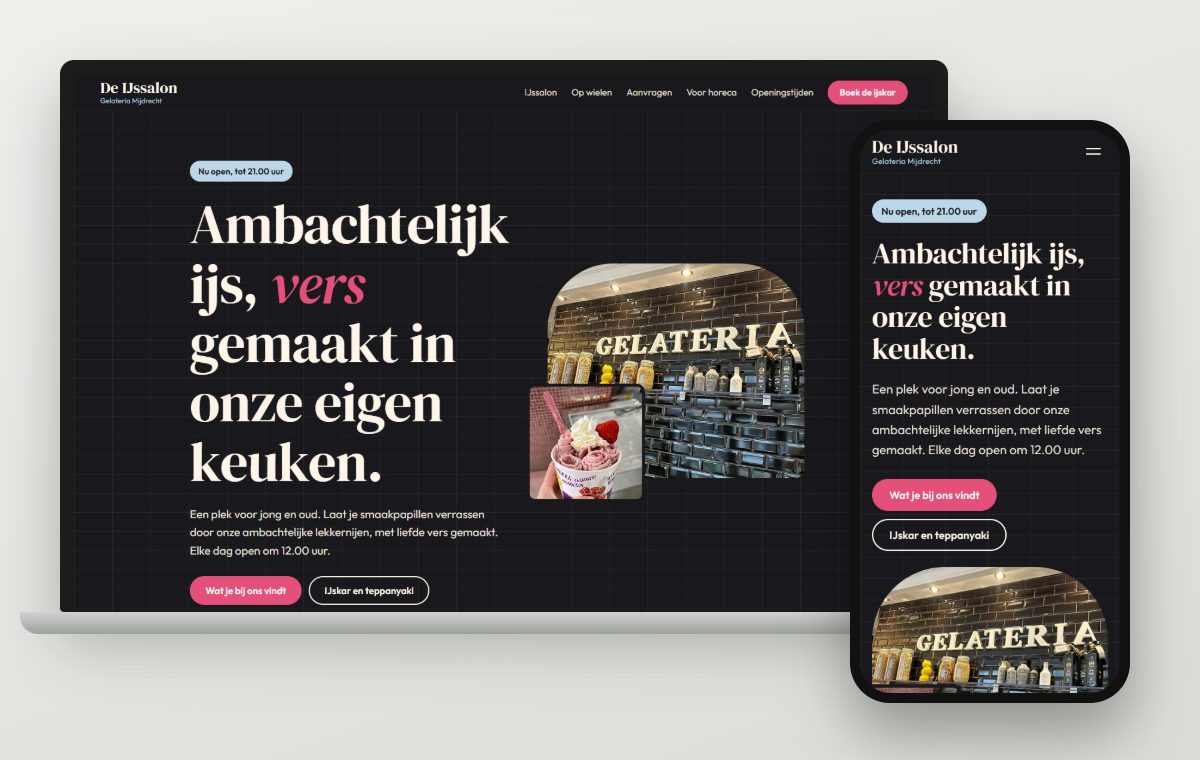 De IJssalon
Gelateria Mijdrecht
IJssalon Op wielen Aanvragen Voor horeca Openingstijden Boek de ijskar
Nu open, tot 21.00 uur
Ambachtelijk
ijs, vers
gemaakt in
onze eigen
keuken.
Een plek voor jong en oud. Laat je smaakpapillen verrassen
door onze ambachtelijke lekkernijen, met liefde vers gemaakt.
Elke dag open om 12.00 uur.
Wat je bij ons vindt IJskar en teppanyaki
GELATERIA
De IJssalon
Gelateria Mijdrecht
Nu open, tot 21.00 uur
Ambachtelijk ijs,
vers gemaakt in
onze eigen
keuken.
Een plek voor jong en oud. Laat je
smaakpapillen verrassen door onze
ambachtelijke lekkernijen, met liefde vers
gemaakt. Elke dag open om 12.00 uur.
Wat je bij ons vindt
IJskar en teppanyaki
GELATERIA